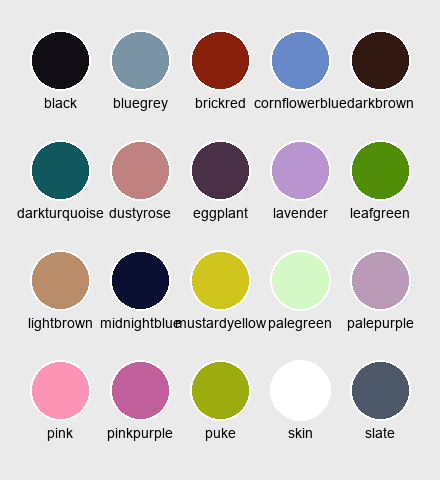 black bluegrey brickred cornflowerblue darkbrown
darkturquoise dustyrose eggplant lavender leafgreen
lightbrown midnightblue mustardyellow palegreen palepurple
pink pinkpurple puke skin slate